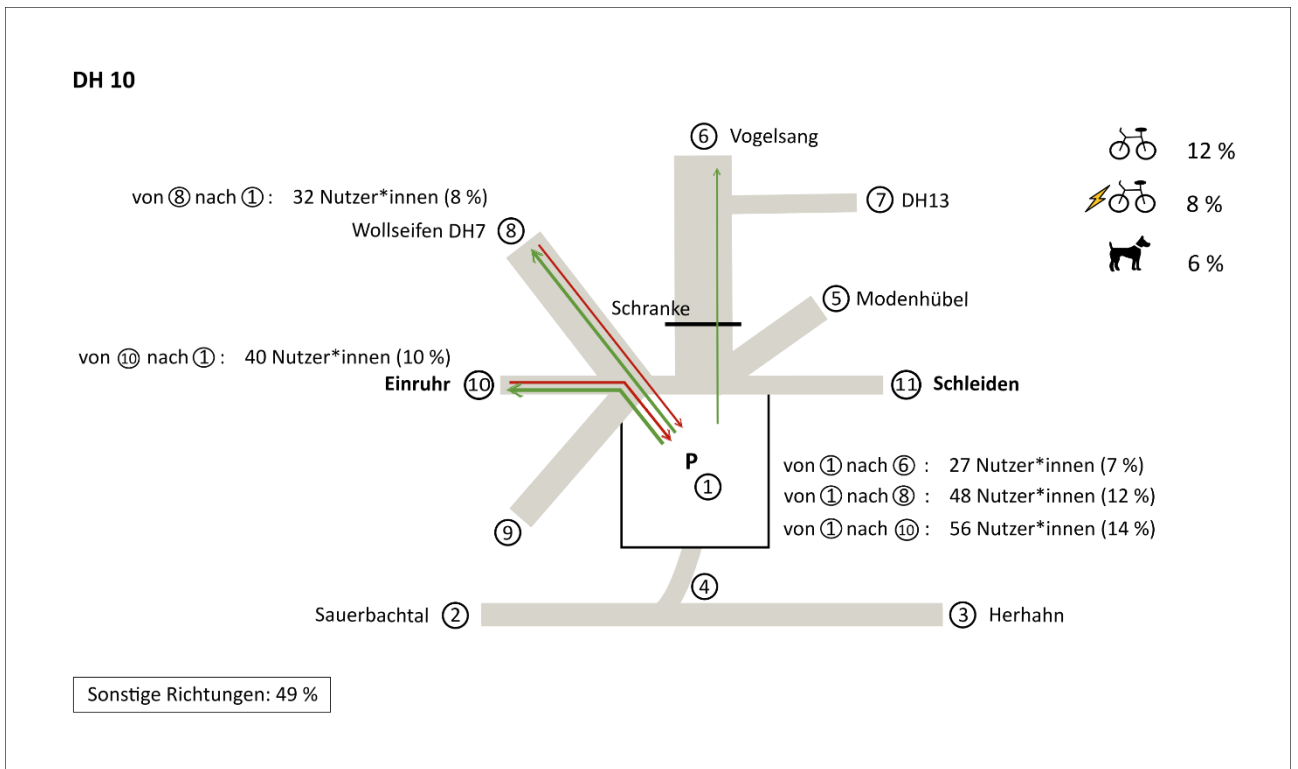 DH 10
⑥ Vogelsang
12 %
von ⑧ nach ① : 32 Nutzer*innen (8 %)
⑦ DH13
8 %
Wollseifen DH7 ⑧
6 %
Schranke
⑤ Modenhübel
von ⑩ nach ① : 40 Nutzer*innen (10 %)
Einruhr ⑩
⑪ Schleiden
P
①
von ① nach ⑥ : 27 Nutzer*innen (7 %)
von ① nach ⑧ : 48 Nutzer*innen (12 %)
von ① nach ⑩ : 56 Nutzer*innen (14 %)
⑨
④
Sauerbachtal ②
③ Herhahn
Sonstige Richtungen: 49 %